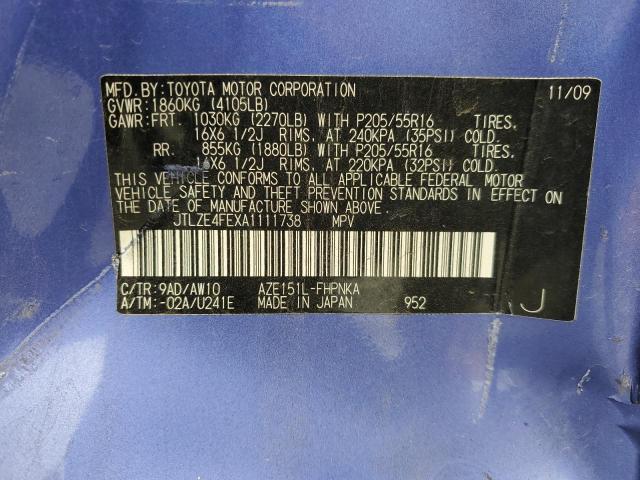 MFD.BY:TOYOTA MOTOR CORPORATION 11/09
GVWR:1860KG (4105LB)
GAWR:FRT. 1030KG (2270LB) WITH P205/55R16 TIRES,
16X6 1/2J RIMS, AT 240KPA (35PSI) COLD.
RR. 855KG (1880LB) WITH P205/55R16 TIRES,
16X6 1/2J RIMS, AT 220KPA (32PSI) COLD.
THIS VEHICLE CONFORMS TO ALL APPLICABLE FEDERAL MOTOR
VEHICLE SAFETY AND THEFT PREVENTION STANDARDS IN EFFECT ON
THE DATE OF MANUFACTURE SHOWN ABOVE.
JTLZE4FEXA1111738 MPV
C/TR:9AD/AW10 AZE151L-FHPNKA
A/TM:-02A/U241E MADE IN JAPAN 952 J